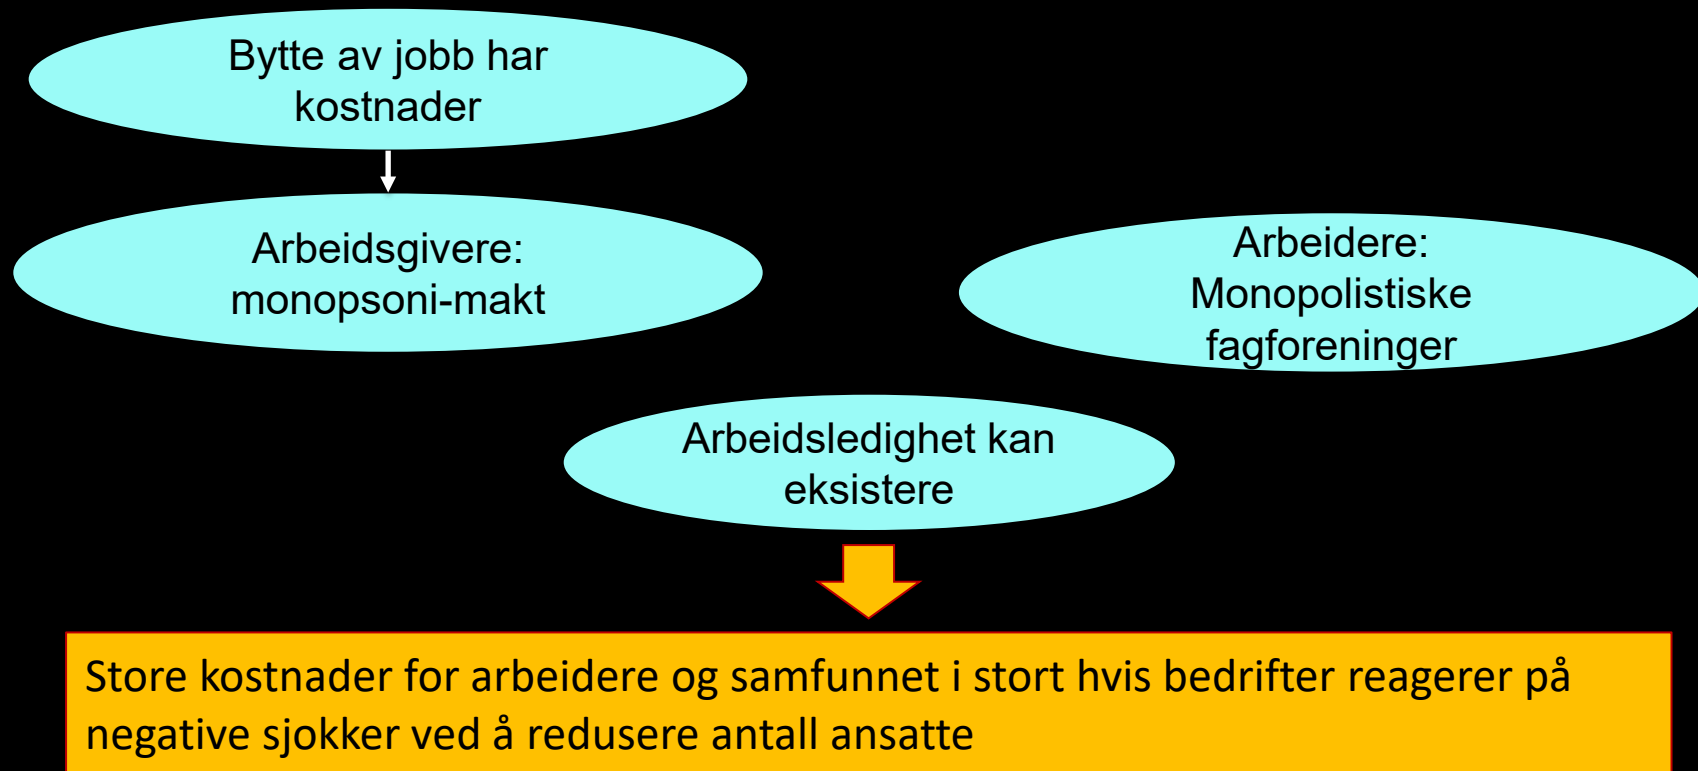 Bytte av jobb har
kostnader
Arbeidsgivere:
monopsoni-makt
Arbeidere:
Monopolistiske
fagforeninger
Arbeidsledighet kan
eksistere
Store kostnader for arbeidere og samfunnet i stort hvis bedrifter reagerer på
negative sjokker ved å redusere antall ansatte